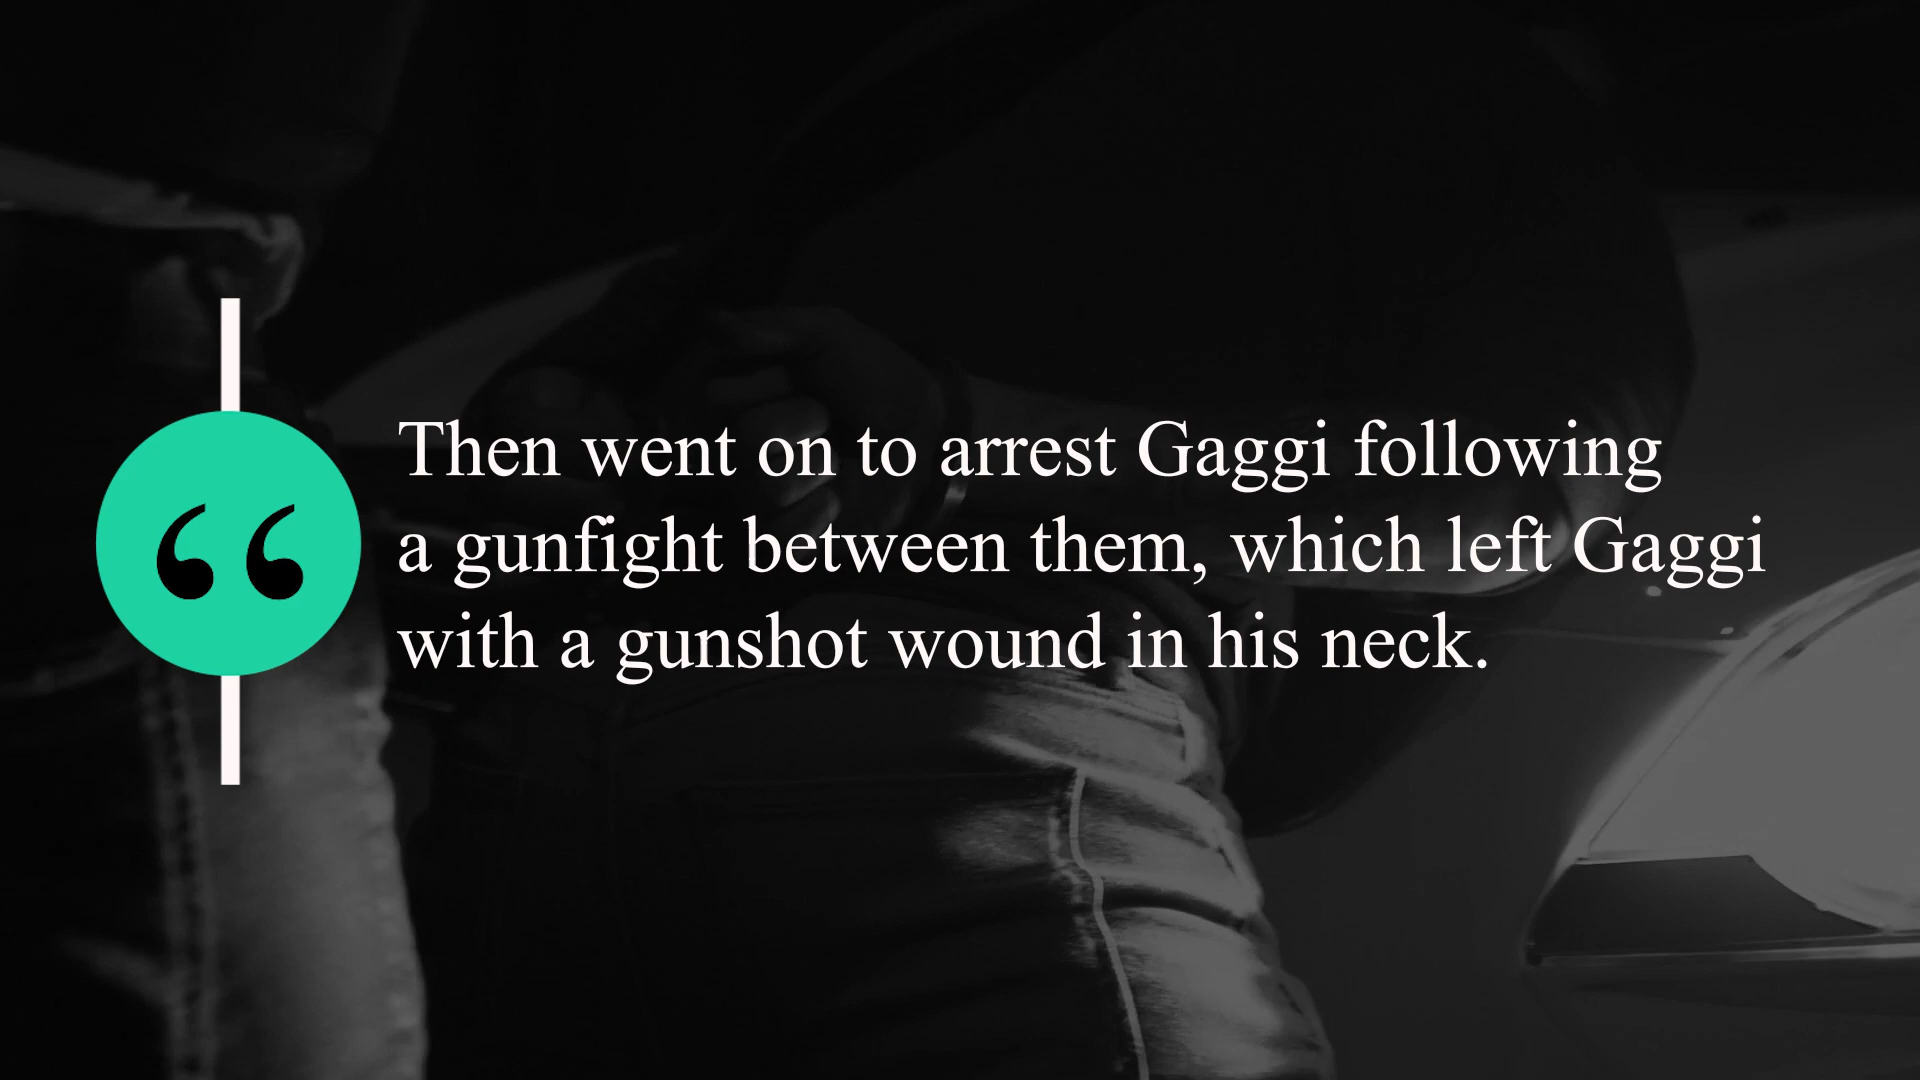 “
Then went on to arrest Gaggi following
a gunfight between them, which left Gaggi
with a gunshot wound in his neck.